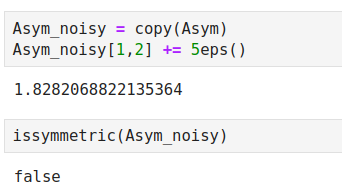 Asym_noisy = copy(Asym)
Asym_noisy[1,2] += 5eps()
1.8282068822135364
issymmetric(Asym_noisy)
false